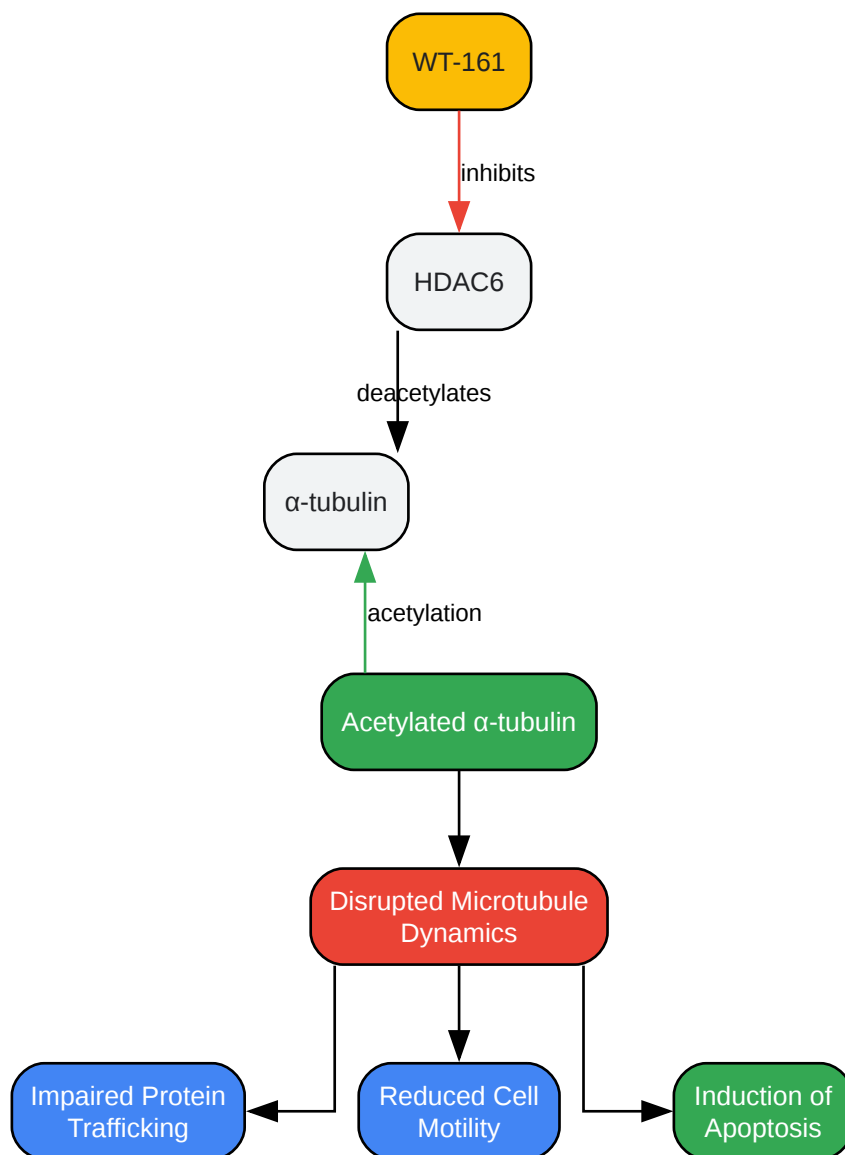 WT-161
inhibits
HDAC6
deacetylates
α-tubulin
acetylation
Acetylated α-tubulin
Disrupted Microtubule
Dynamics
Impaired Protein
Trafficking
Reduced Cell
Motility
Induction of
Apoptosis